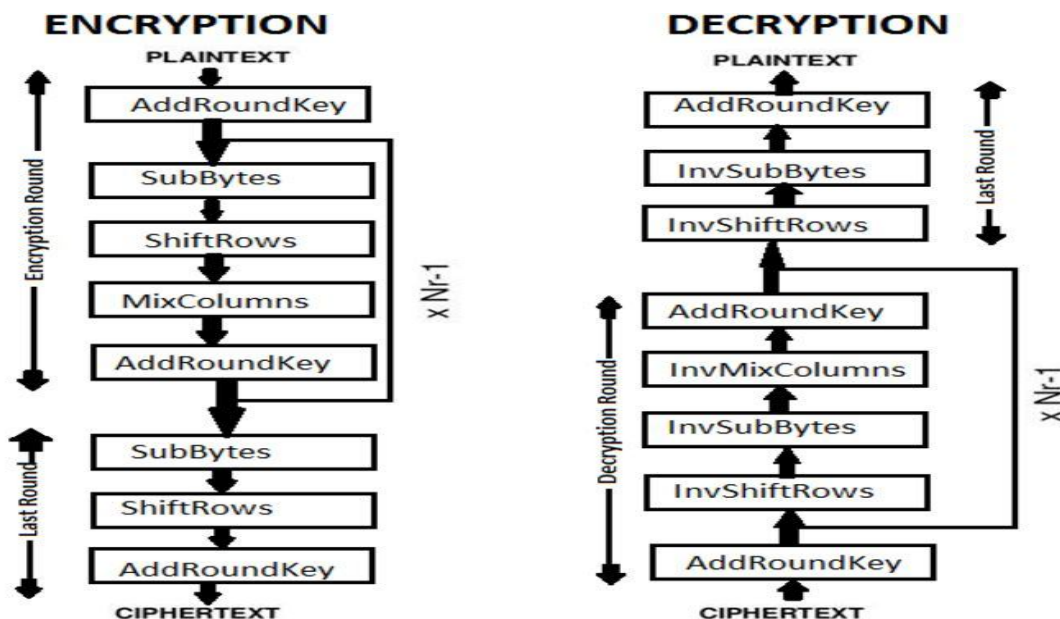 ENCRYPTION
PLAINTEXT
AddRoundKey
SubBytes
ShiftRows
MixColumns
AddRoundKey
SubBytes
ShiftRows
AddRoundKey
CIPHERTEXT
Encryption Round
Last Round
x Nr-1
DECRYPTION
PLAINTEXT
AddRoundKey
InvSubBytes
InvShiftRows
AddRoundKey
InvMixColumns
InvSubBytes
InvShiftRows
AddRoundKey
CIPHERTEXT
Last Round
Decryption Round
x Nr-1